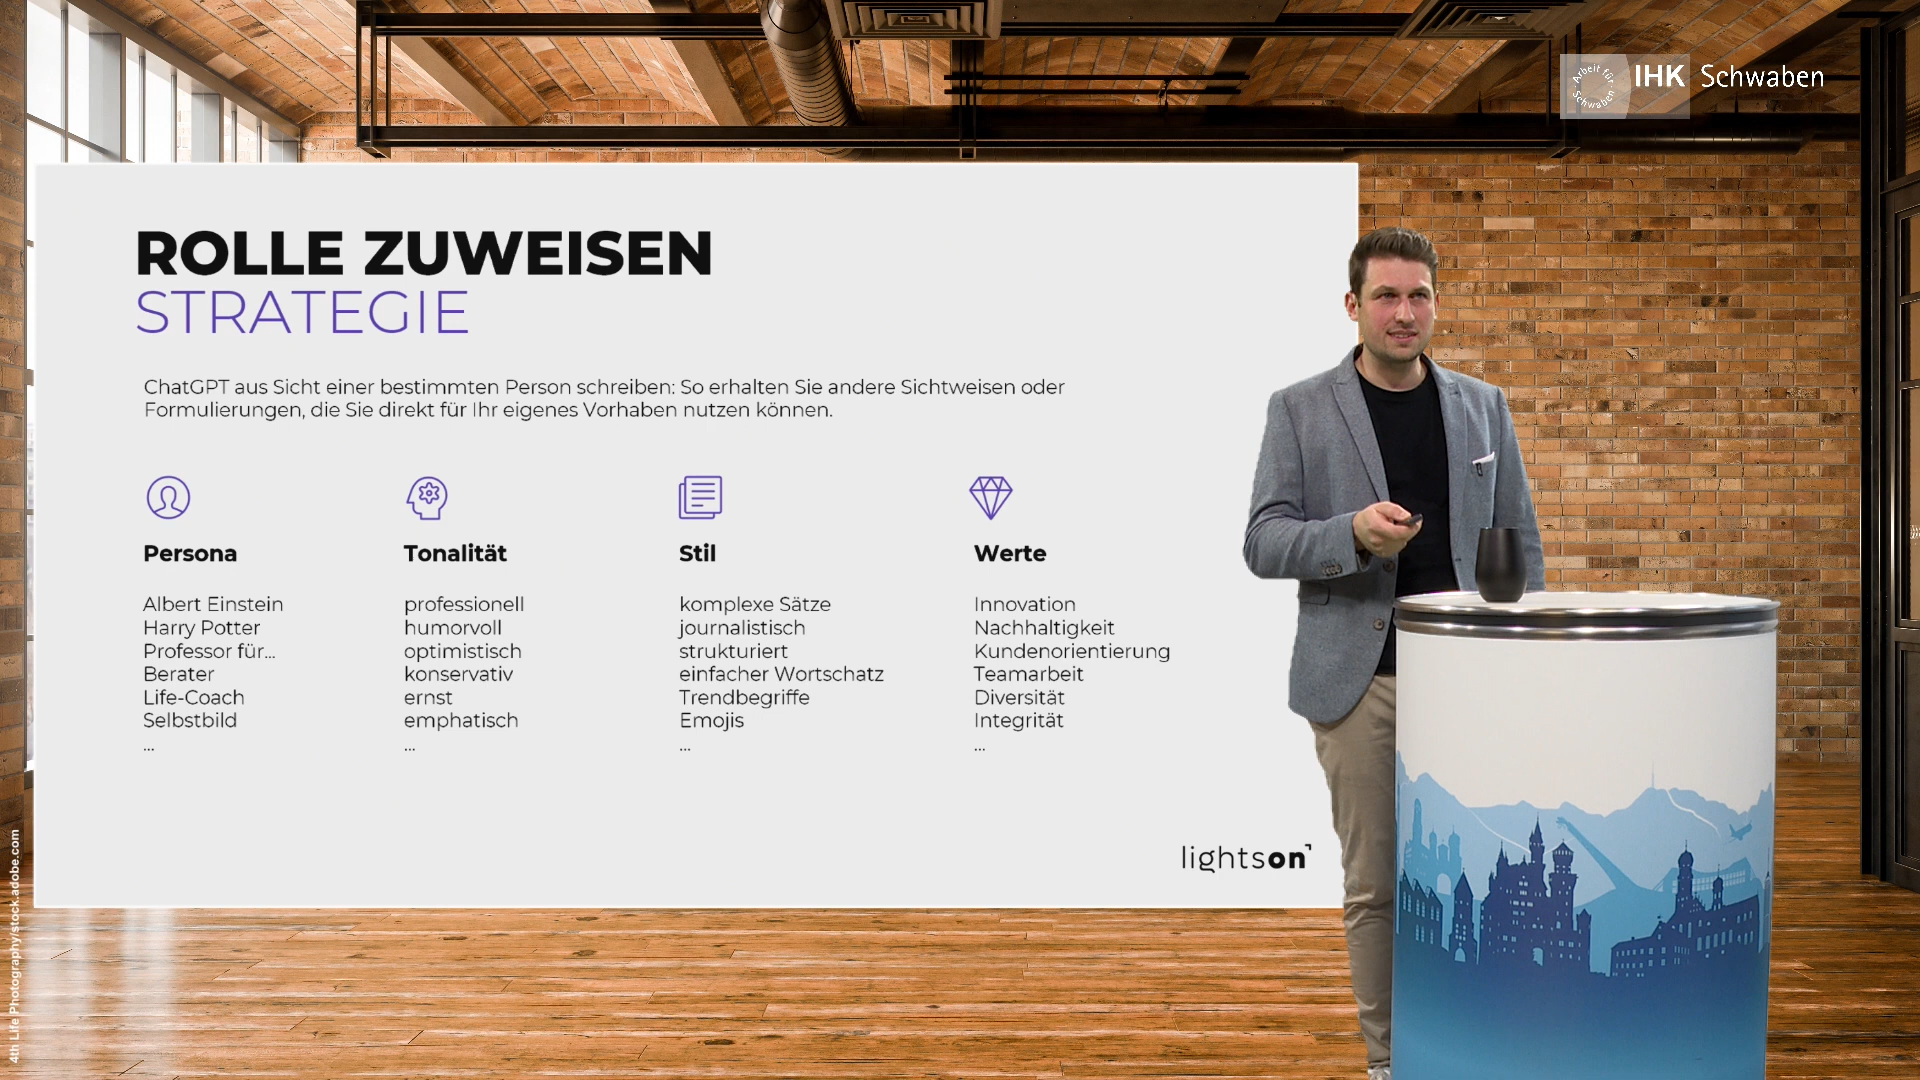 Arbeit für Schwaben
IHK Schwaben
ROLLE ZUWEISEN
STRATEGIE
ChatGPT aus Sicht einer bestimmten Person schreiben: So erhalten Sie andere Sichtweisen oder
Formulierungen, die Sie direkt für Ihr eigenes Vorhaben nutzen können.
Persona
Albert Einstein
Harry Potter
Professor für...
Berater
Life-Coach
Selbstbild
...
Tonalität
professionell
humorvoll
optimistisch
konservativ
ernst
emphatisch
...
Stil
komplexe Sätze
journalistisch
strukturiert
einfacher Wortschatz
Trendbegriffe
Emojis
...
Werte
Innovation
Nachhaltigkeit
Kundenorientierung
Teamarbeit
Diversität
Integrität
...
lightson
4th Life Photography/stock.adobe.com